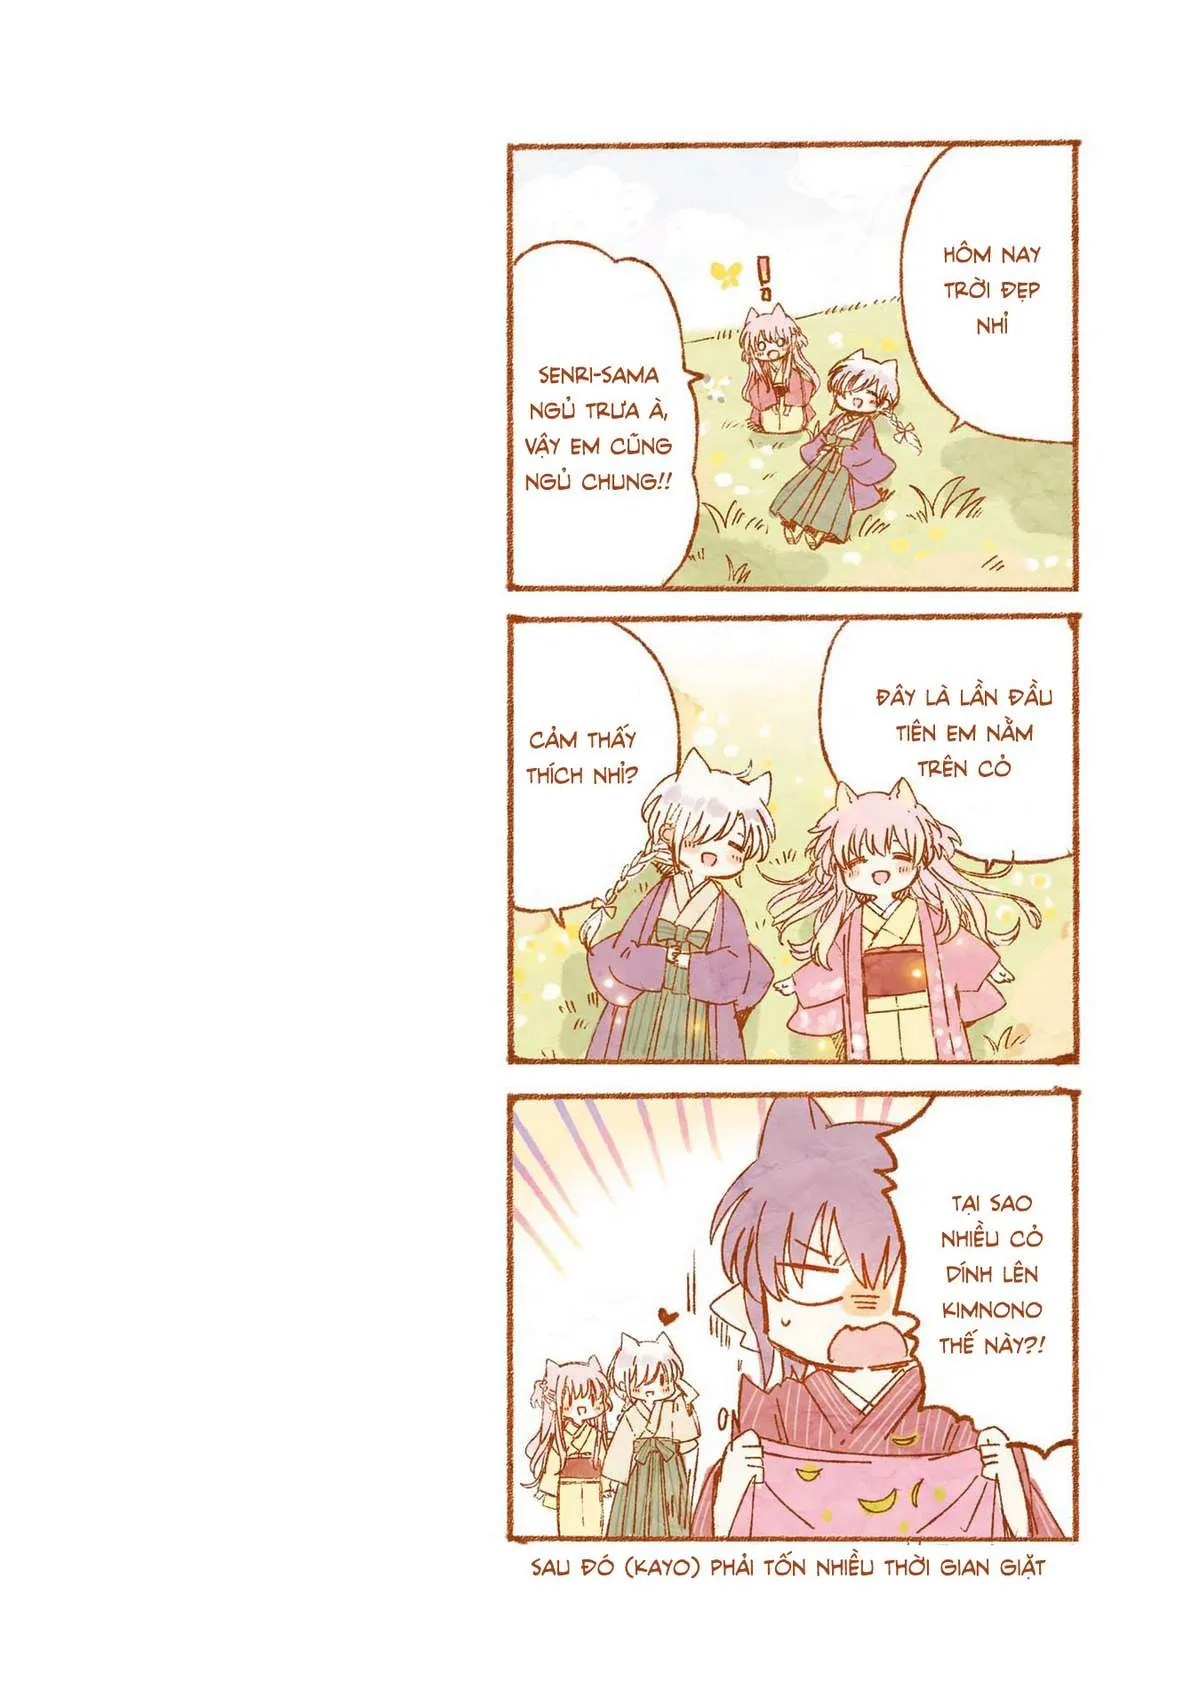 HÔM NAY
TRỜI ĐẸP
NHỈ
SENRI-SAMA
NGỦ TRƯA À,
VẬY EM CŨNG
NGỦ CHUNG!!
ĐÂY LÀ LẦN ĐẦU
TIÊN EM NẰM
TRÊN CỎ
CẢM THẤY
THÍCH NHỈ?
TẠI SAO
NHIỀU CỎ
DÍNH LÊN
KIMNONO
THẾ NÀY?!
SAU ĐÓ (KAYO) PHẢI TỐN NHIỀU THỜI GIAN GIẶT